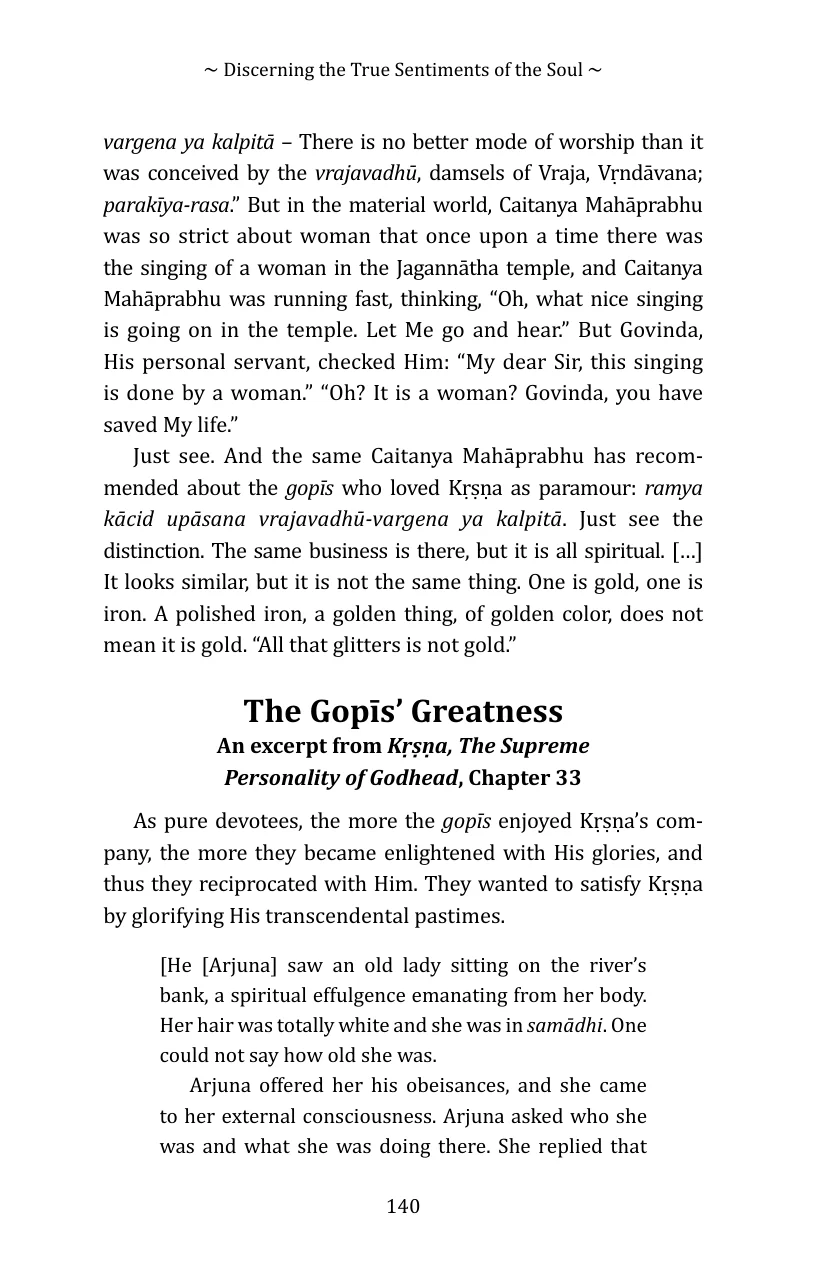 ~ Discerning the True Sentiments of the Soul ~
vargena ya kalpitā – There is no better mode of worship than it
was conceived by the vrajavadhū, damsels of Vraja, Vṛndāvana;
parakīya-rasa.” But in the material world, Caitanya Mahāprabhu
was so strict about woman that once upon a time there was
the singing of a woman in the Jagannātha temple, and Caitanya
Mahāprabhu was running fast, thinking, “Oh, what nice singing
is going on in the temple. Let Me go and hear.” But Govinda,
His personal servant, checked Him: “My dear Sir, this singing
is done by a woman.” “Oh? It is a woman? Govinda, you have
saved My life.”
Just see. And the same Caitanya Mahāprabhu has recom-
mended about the gopīs who loved Kṛṣṇa as paramour: ramya
kācid upāsana vrajavadhū-vargena ya kalpitā. Just see the
distinction. The same business is there, but it is all spiritual. […]
It looks similar, but it is not the same thing. One is gold, one is
iron. A polished iron, a golden thing, of golden color, does not
mean it is gold. “All that glitters is not gold.”
The Gopīs’ Greatness
An excerpt from Kṛṣṇa, The Supreme
Personality of Godhead, Chapter 33
As pure devotees, the more the gopīs enjoyed Kṛṣṇa’s com-
pany, the more they became enlightened with His glories, and
thus they reciprocated with Him. They wanted to satisfy Kṛṣṇa
by glorifying His transcendental pastimes.
[He [Arjuna] saw an old lady sitting on the river’s
bank, a spiritual effulgence emanating from her body.
Her hair was totally white and she was in samādhi. One
could not say how old she was.
Arjuna offered her his obeisances, and she came
to her external consciousness. Arjuna asked who she
was and what she was doing there. She replied that
140